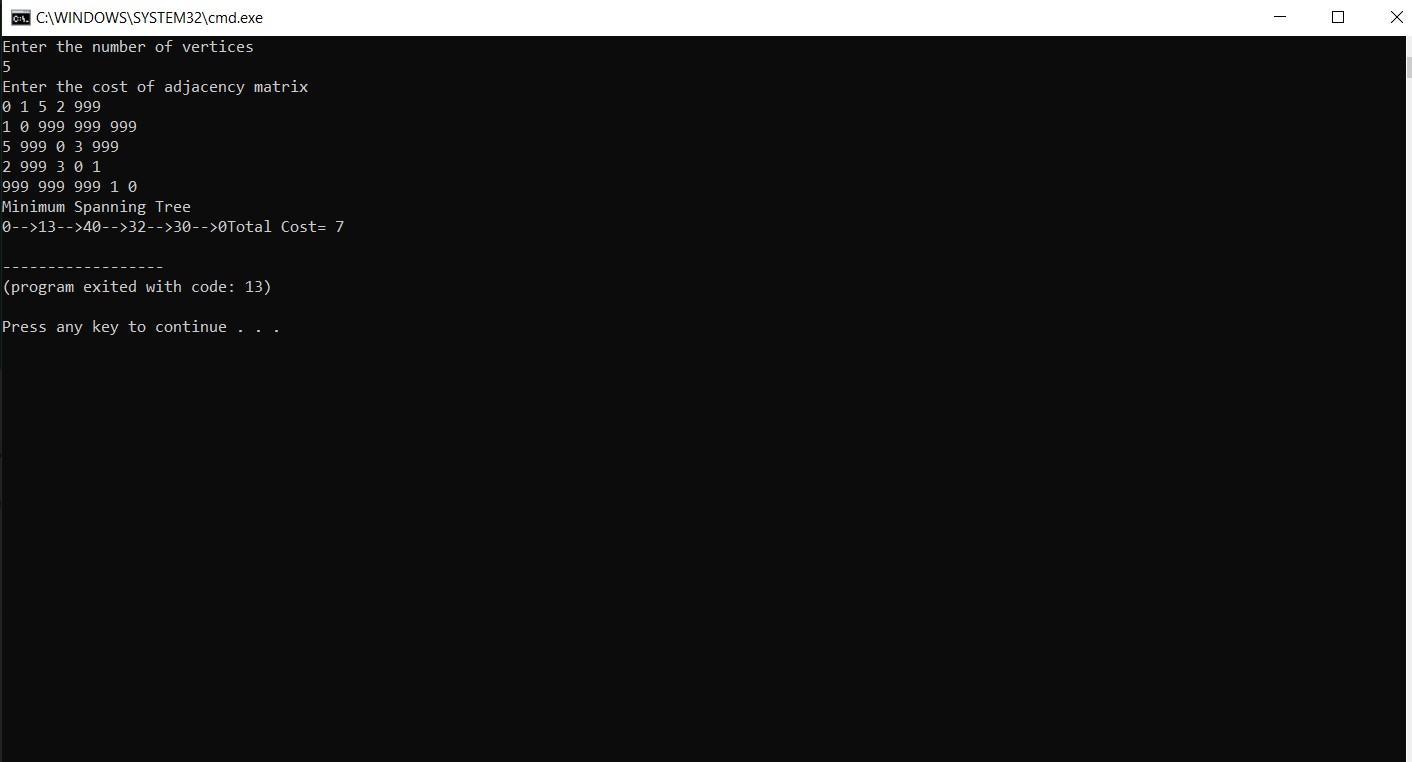 C:\WINDOWS\SYSTEM32\cmd.exe
Enter the number of vertices
5
Enter the cost of adjacency matrix
0 1 5 2 999
1 0 999 999 999
5 999 0 3 999
2 999 3 0 1
999 999 999 1 0
Minimum Spanning Tree
0-->13-->40-->32-->30-->0Total Cost= 7
------------------
(program exited with code: 13)
Press any key to continue . . .